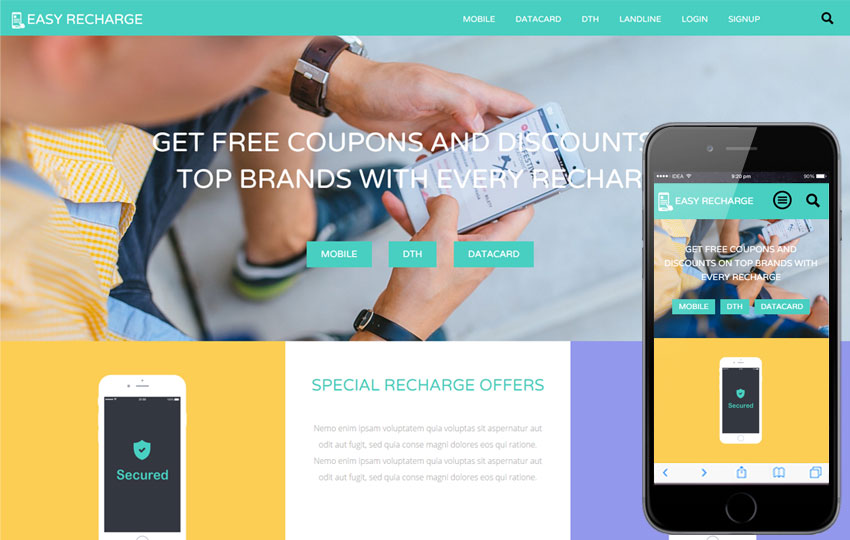 EASY RECHARGE
MOBILE DATACARD DTH LANDLINE LOGIN SIGNUP
GET FREE COUPONS AND DISCOUNTS
TOP BRANDS WITH EVERY RECHAR
MOBILE DTH DATACARD
Secured
SPECIAL RECHARGE OFFERS
Nemo enim ipsam voluptatem quia voluptas sit aspernatur aut
odit aut fugit, sed quia conse magni dolores eos qui ratione.
Nemo enim ipsam voluptatem quia voluptas sit aspernatur aut
odit aut fugit, sed quia conse magni dolores eos qui ratione.
IDEA 9:20 pm 90%
EASY RECHARGE
GET FREE COUPONS AND
DISCOUNTS ON TOP BRANDS WITH
EVERY RECHARGE
MOBILE DTH DATACARD
Secured